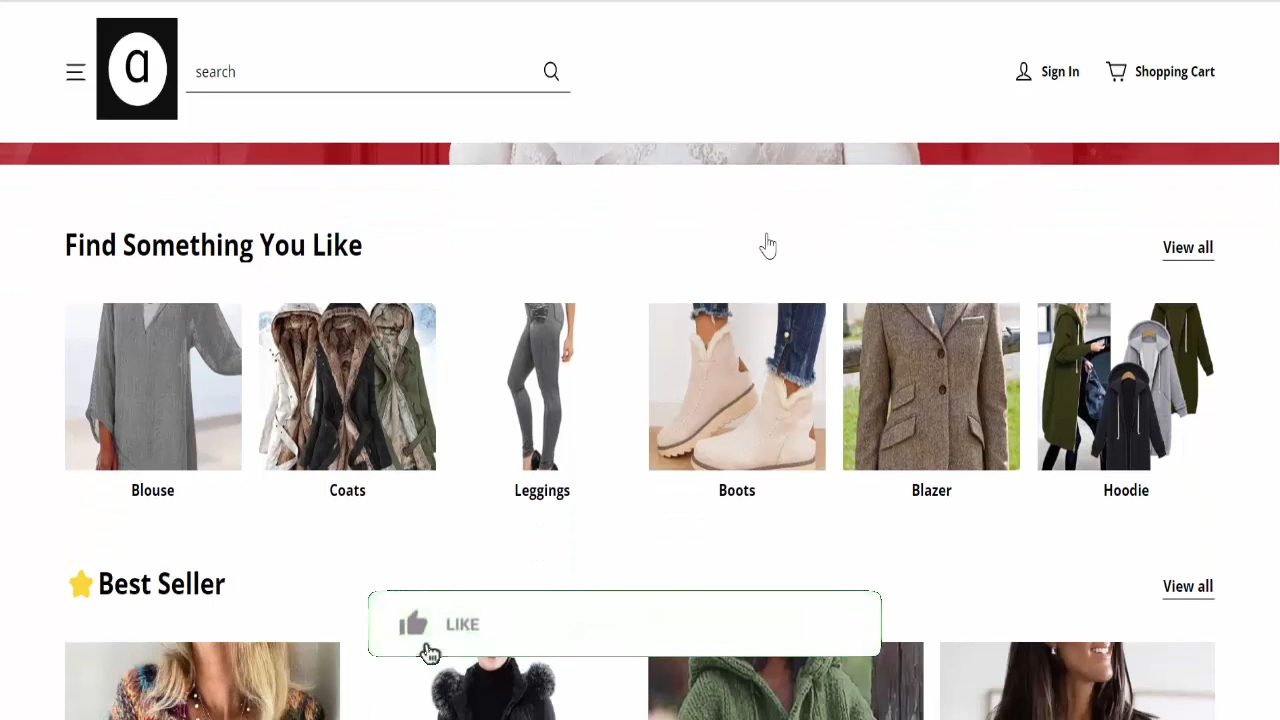 a
search
Sign In
Shopping Cart
Find Something You Like
View all
Blouse
Coats
Leggings
Boots
Blazer
Hoodie
Best Seller
View all
LIKE